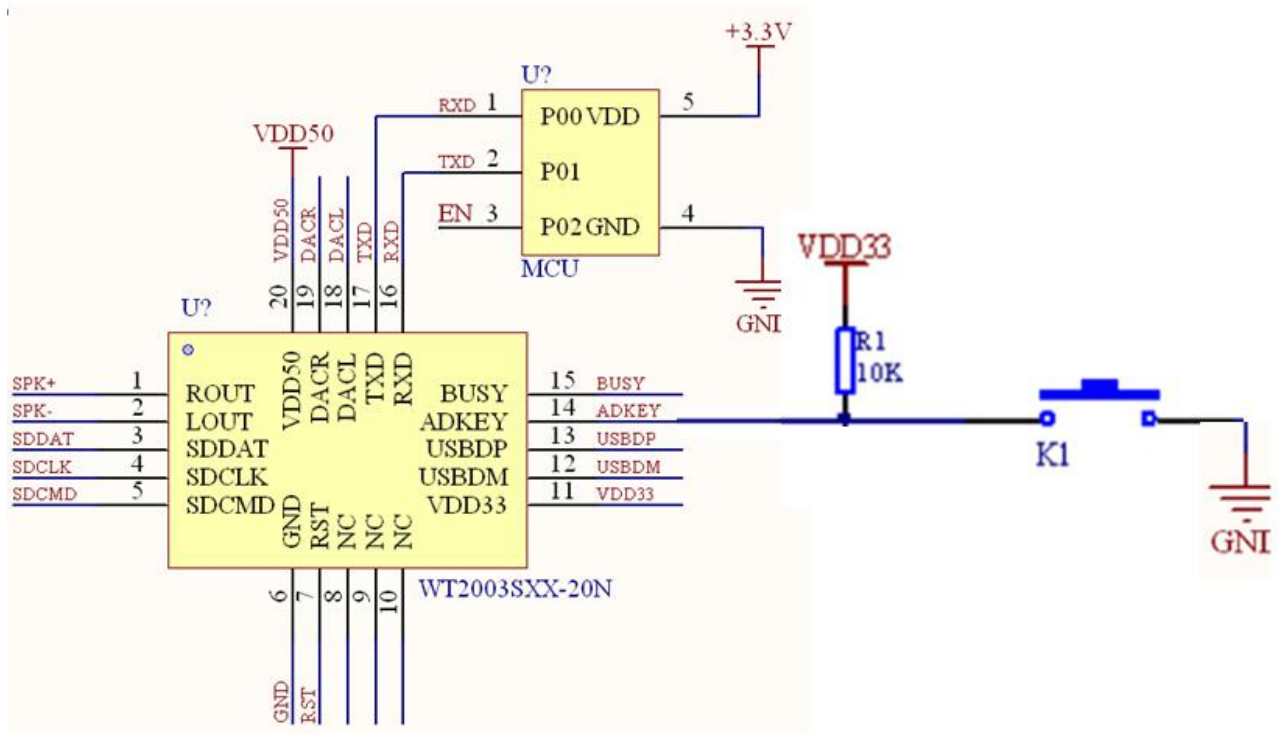 +3.3V
U?
RXD 1 P00 VDD 5
TXD 2 P01
EN 3 P02 GND 4
MCU
GND
VDD50
VDD50
DACR
DACL
TXD
RXD
20
19
18
17
16
VDD33
R1
10K
U?
VDD50
DACR
DACL
TXD
RXD
SPK+ 1 ROUT
SPK- 2 LOUT
SDDAT 3 SDDAT
SDCLK 4 SDCLK
SDCMD 5 SDCMD
BUSY 15 BUSY
ADKEY 14 ADKEY
USBDP 13 USBDP
USBDM 12 USBDM
VDD33 11 VDD33
K1
GND
GND
RST
NC
NC
NC
WT2003SXX-20N
6
7
8
9
10
GND
RST